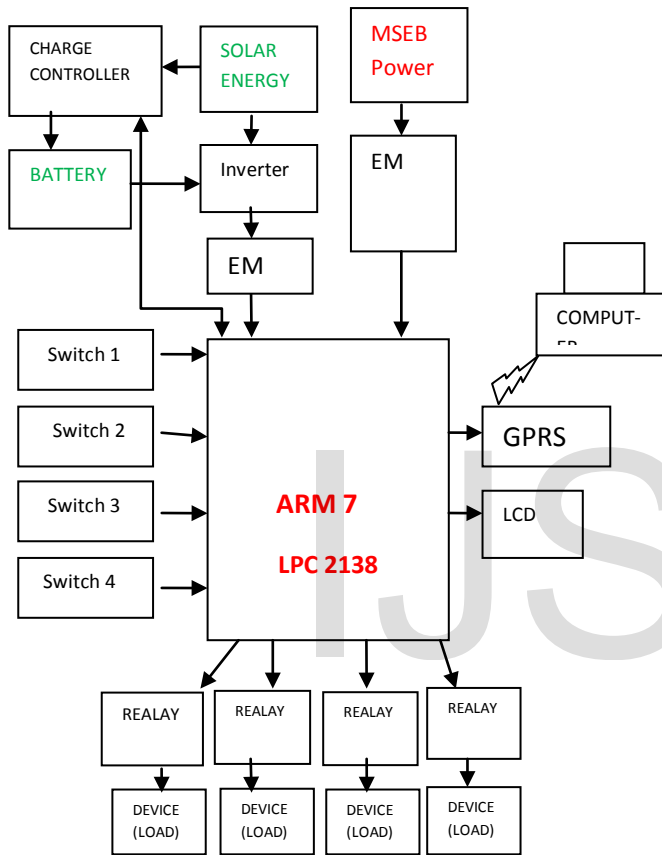 CHARGE
CONTROLLER
SOLAR
ENERGY
MSEB
Power
BATTERY
Inverter
EM
EM
COMPUT-
Switch 1
Switch 2
Switch 3
Switch 4
GPRS
LCD
ARM 7
LPC 2138
IJS
REALAY
REALAY
REALAY
REALAY
DEVICE
(LOAD)
DEVICE
(LOAD)
DEVICE
(LOAD)
DEVICE
(LOAD)